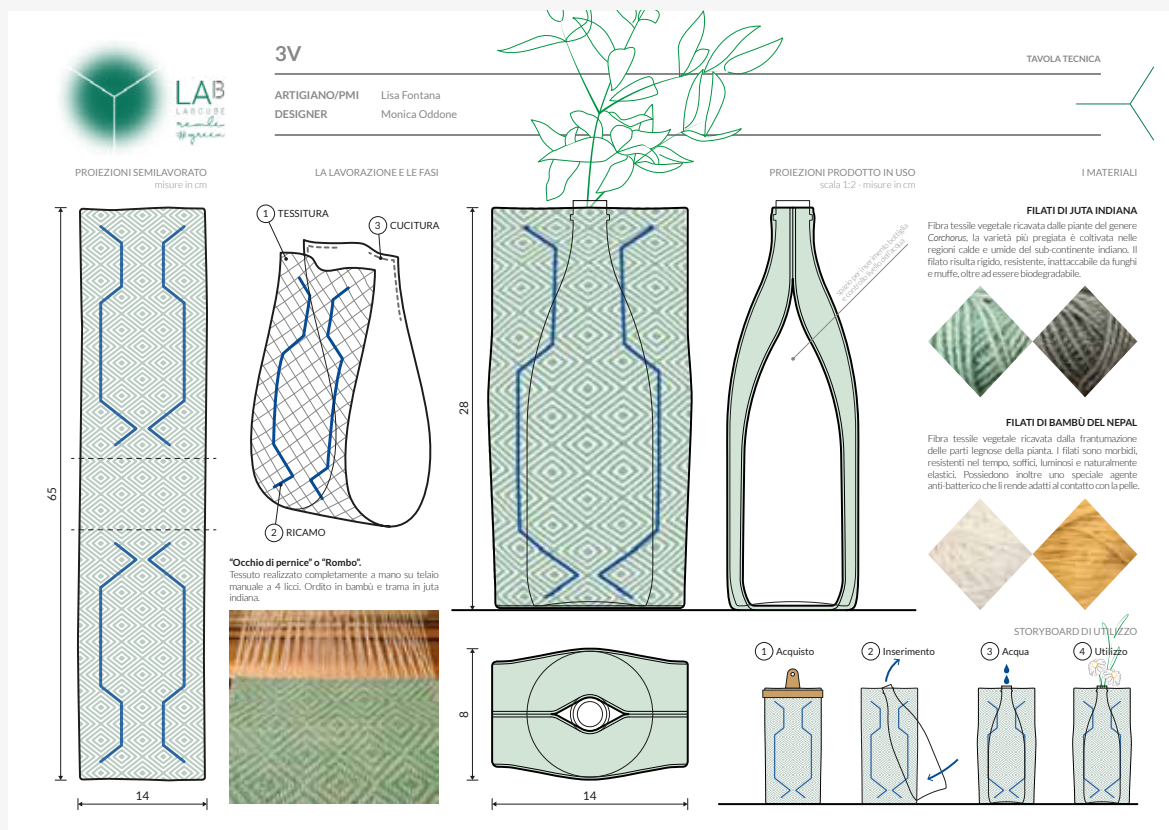 3V
TAVOLA TECNICA
LAB
LABCUBE
ARTIGIANO/PMI Lisa Fontana
DESIGNER Monica Oddone
PROIEZIONI SEMILAVORATO
misure in cm
LA LAVORAZIONE E LE FASI
PROIEZIONI PRODOTTO IN USO
scala 1:2 - misure in cm
I MATERIALI
65
14
1 TESSITURA
3 CUCITURA
2 RICAMO
"Occhio di pernice" o "Rombo".
Tessuto realizzato completamente a mano su telaio
manuale a 4 licci. Ordito in bambù e trama in juta
indiana.
28
spazio per inserimento bottiglia
e controllo livello dell'acqua
8
14
FILATI DI JUTA INDIANA
Fibra tessile vegetale ricavata dalle piante del genere
Corchorus, la varietà più pregiata è coltivata nelle
regioni calde e umide del sub-continente indiano. Il
filato risulta rigido, resistente, inattaccabile da funghi
e muffe, oltre ad essere biodegradabile.
FILATI DI BAMBÙ DEL NEPAL
Fibra tessile vegetale ricavata dalla frantumazione
delle parti legnose della pianta. I filati sono morbidi,
resistenti nel tempo, soffici, luminosi e naturalmente
elastici. Possiedono inoltre uno speciale agente
anti-batterico che li rende adatti al contatto con la pelle.
STORYBOARD DI UTILIZZO
1 Acquisto
2 Inserimento
3 Acqua
4 Utilizzo